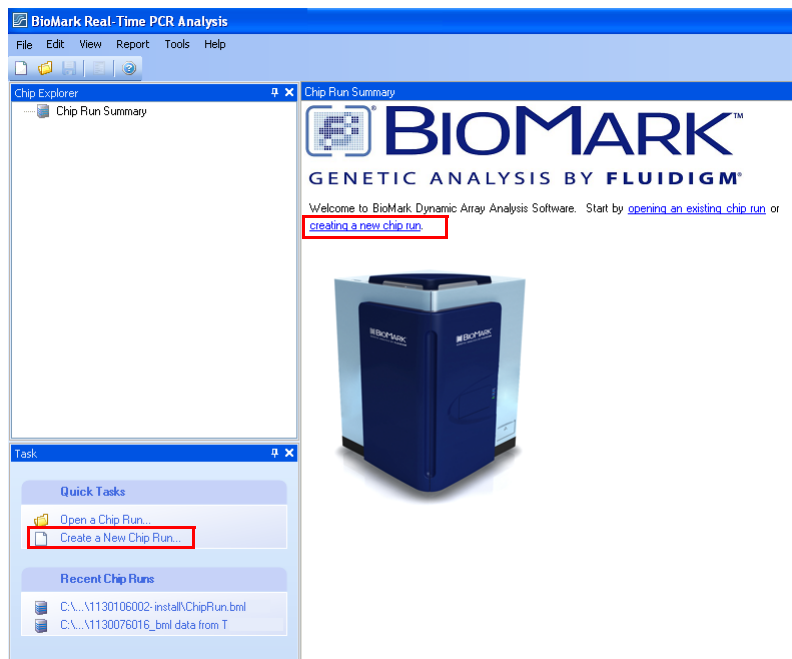 BioMark Real-Time PCR Analysis
File Edit View Report Tools Help
Chip Explorer
Chip Run Summary
Chip Run Summary
BIOMARK™
GENETIC ANALYSIS BY FLUIDIGM®
Welcome to BioMark Dynamic Array Analysis Software. Start by opening an existing chip run or
creating a new chip run.
BIOMARK
BIOMARK
Task
Quick Tasks
Open a Chip Run...
Create a New Chip Run...
Recent Chip Runs
C:\...\1130106002- install\ChipRun.bml
C:\...\1130076016_bml data from T